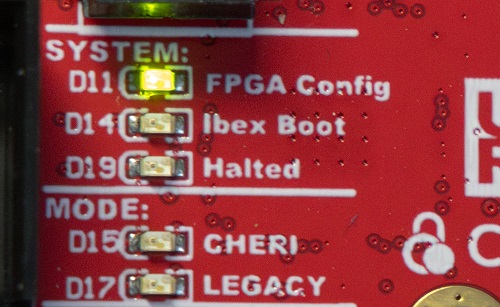 SYSTEM:
D11 FPGA Config
D14 Ibex Boot
D19 Halted
MODE:
D15 CHERI
D17 LEGACY